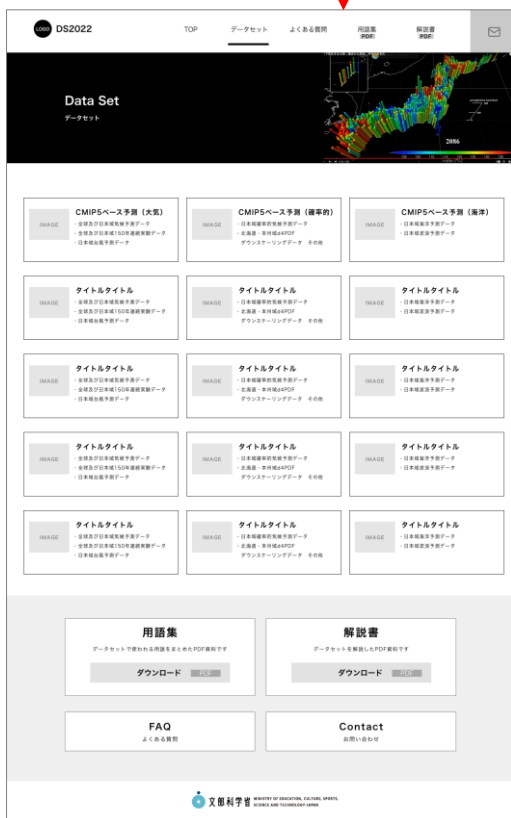 LOGO DS2022 TOP データセット よくある質問 用語集 PDF 解説書 PDF
Data Set
データセット
2086
CMIP5ベース予測（大気）
IMAGE
- 全球及び日本域気候予測データ
- 全球及び日本域150年連続実験データ
- 日本域台風予測データ
CMIP5ベース予測（確率的）
IMAGE
- 日本域確率的気候予測データ
- 北海道・本州域d4PDF
ダウンスケーリングデータ その他
CMIP5ベース予測（海洋）
IMAGE
- 日本域海洋予測データ
- 日本域波浪予測データ
タイトルタイトル
IMAGE
- 全球及び日本域気候予測データ
- 全球及び日本域150年連続実験データ
- 日本域台風予測データ
タイトルタイトル
IMAGE
- 日本域確率的気候予測データ
- 北海道・本州域d4PDF
ダウンスケーリングデータ その他
タイトルタイトル
IMAGE
- 日本域海洋予測データ
- 日本域波浪予測データ
タイトルタイトル
IMAGE
- 全球及び日本域気候予測データ
- 全球及び日本域150年連続実験データ
- 日本域台風予測データ
タイトルタイトル
IMAGE
- 日本域確率的気候予測データ
- 北海道・本州域d4PDF
ダウンスケーリングデータ その他
タイトルタイトル
IMAGE
- 日本域海洋予測データ
- 日本域波浪予測データ
タイトルタイトル
IMAGE
- 全球及び日本域気候予測データ
- 全球及び日本域150年連続実験データ
- 日本域台風予測データ
タイトルタイトル
IMAGE
- 日本域確率的気候予測データ
- 北海道・本州域d4PDF
ダウンスケーリングデータ その他
タイトルタイトル
IMAGE
- 日本域海洋予測データ
- 日本域波浪予測データ
タイトルタイトル
IMAGE
- 全球及び日本域気候予測データ
- 全球及び日本域150年連続実験データ
- 日本域台風予測データ
タイトルタイトル
IMAGE
- 日本域確率的気候予測データ
- 北海道・本州域d4PDF
ダウンスケーリングデータ その他
タイトルタイトル
IMAGE
- 日本域海洋予測データ
- 日本域波浪予測データ
用語集
データセットで使われる用語をまとめたPDF資料です
ダウンロード PDF
解説書
データセットを解説したPDF資料です
ダウンロード PDF
FAQ
よくある質問
Contact
お問い合わせ
文部科学省
MINISTRY OF EDUCATION, CULTURE, SPORTS,
SCIENCE AND TECHNOLOGY-JAPAN